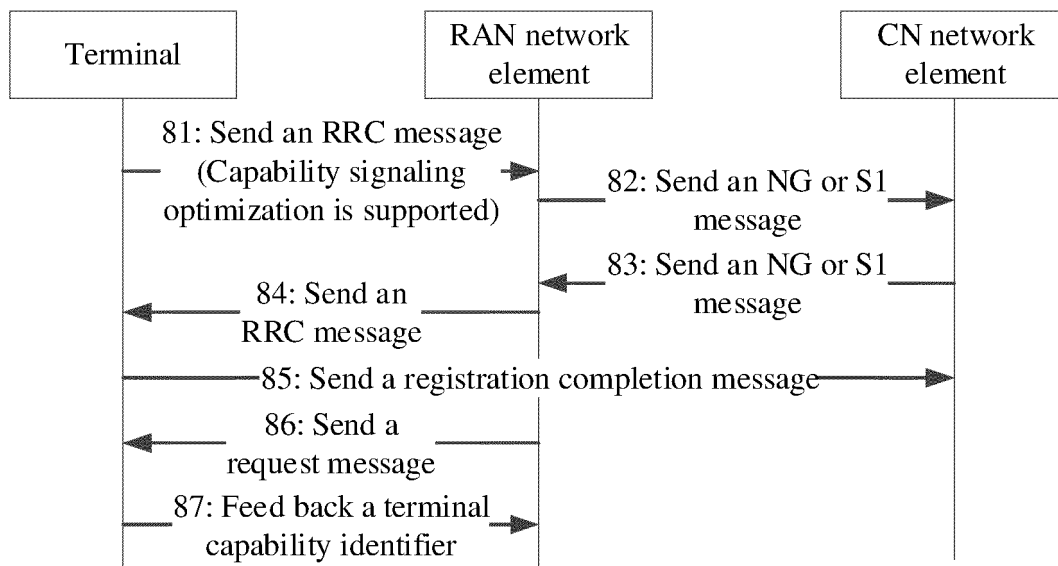 Terminal
RAN network
element
CN network
element
81: Send an RRC message
(Capability signaling
optimization is supported)
82: Send an NG or S1
message
83: Send an NG or S1
message
84: Send an
RRC message
85: Send a registration completion message
86: Send a
request message
87: Feed back a terminal
capability identifier